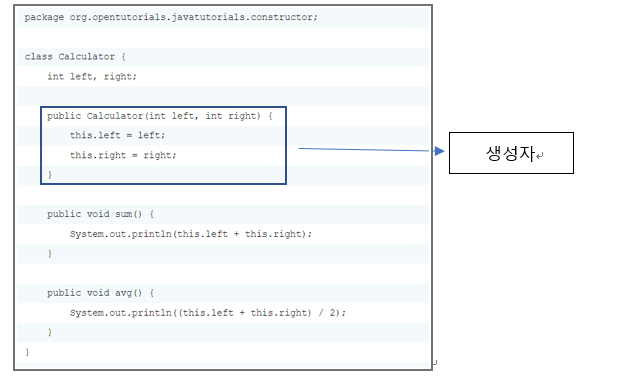 package org.opentutorials.javatutorials.constructor;
class Calculator {
int left, right;
public Calculator(int left, int right) {
this.left = left;
this.right = right;
}
생성자
public void sum() {
System.out.println(this.left + this.right);
}
public void avg() {
System.out.println((this.left + this.right) / 2);
}
}